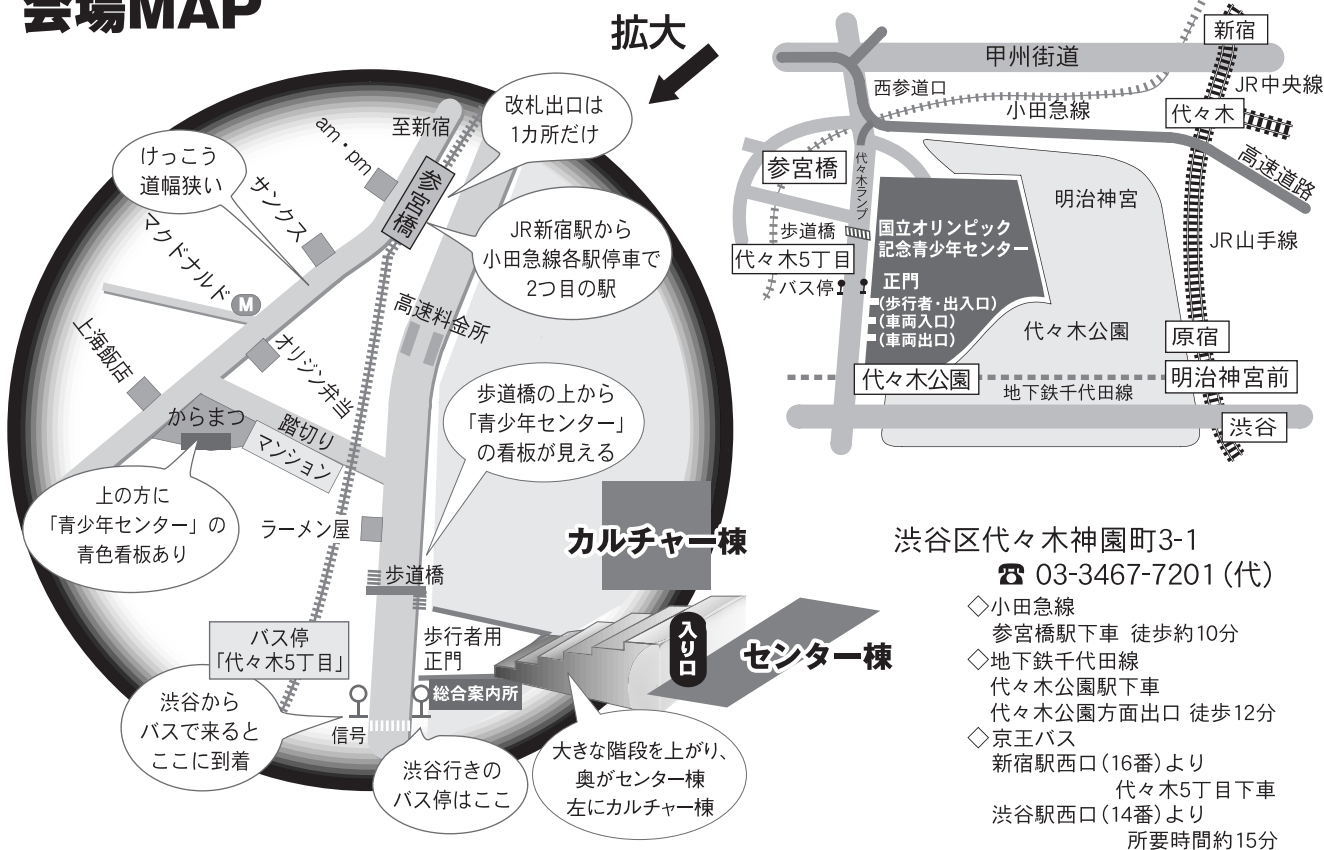 会場MAP
拡大
至新宿
am・pm
参宮橋
改札出口は
1カ所だけ
けっこう
道幅狭い
サンクス
マクドナルド
M
JR新宿駅から
小田急線各駅停車で
2つ目の駅
高速料金所
上海飯店
オリジン弁当
からまつ
踏切り
マンション
歩道橋の上から
「青少年センター」
の看板が見える
上の方に
「青少年センター」の
青色看板あり
ラーメン屋
歩道橋
カルチャー棟
バス停
「代々木5丁目」
歩行者用
正門
入り口
センター棟
総合案内所
渋谷から
バスで来ると
ここに到着
信号
渋谷行きの
バス停はここ
大きな階段を上がり、
奥がセンター棟
左にカルチャー棟
新宿
甲州街道
JR中央線
西参道口
小田急線
代々木
高速道路
参宮橋
代々木ランプ
明治神宮
歩道橋
国立オリンピック
記念青少年センター
JR山手線
代々木5丁目
バス停
正門
(歩行者・出入口)
(車両入口)
(車両出口)
代々木公園
原宿
代々木公園
明治神宮前
地下鉄千代田線
渋谷
渋谷区代々木神園町3-1
☎ 03-3467-7201(代)
◇小田急線
参宮橋駅下車 徒歩約10分
◇地下鉄千代田線
代々木公園駅下車
代々木公園方面出口 徒歩12分
◇京王バス
新宿駅西口(16番)より
代々木5丁目下車
渋谷駅西口(14番)より
所要時間約15分